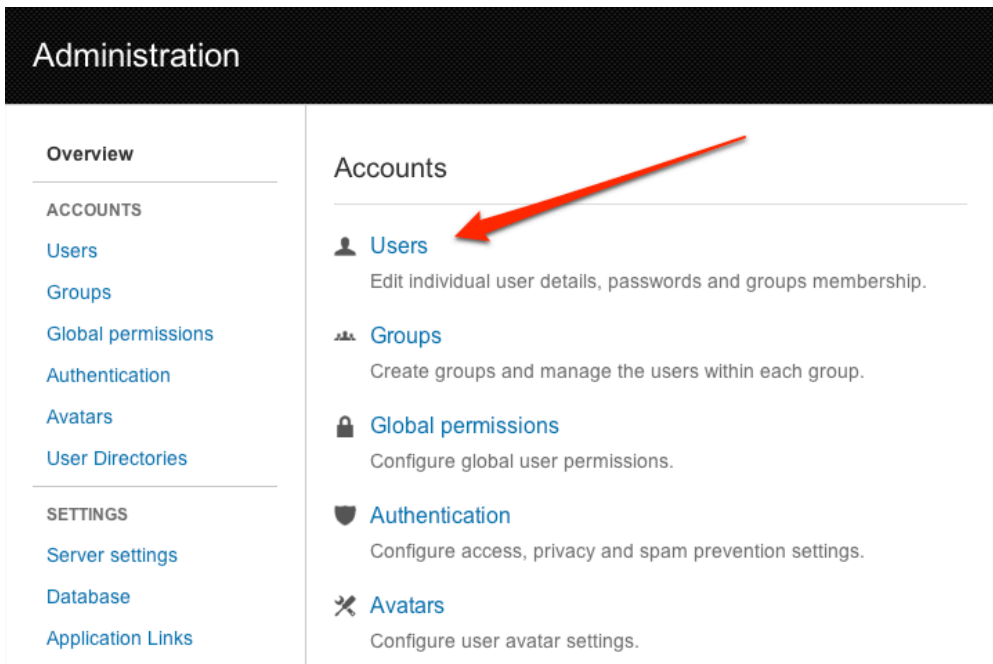 Administration
Overview
ACCOUNTS
Users
Groups
Global permissions
Authentication
Avatars
User Directories
SETTINGS
Server settings
Database
Application Links
Accounts
Users
Edit individual user details, passwords and groups membership.
Groups
Create groups and manage the users within each group.
Global permissions
Configure global user permissions.
Authentication
Configure access, privacy and spam prevention settings.
Avatars
Configure user avatar settings.